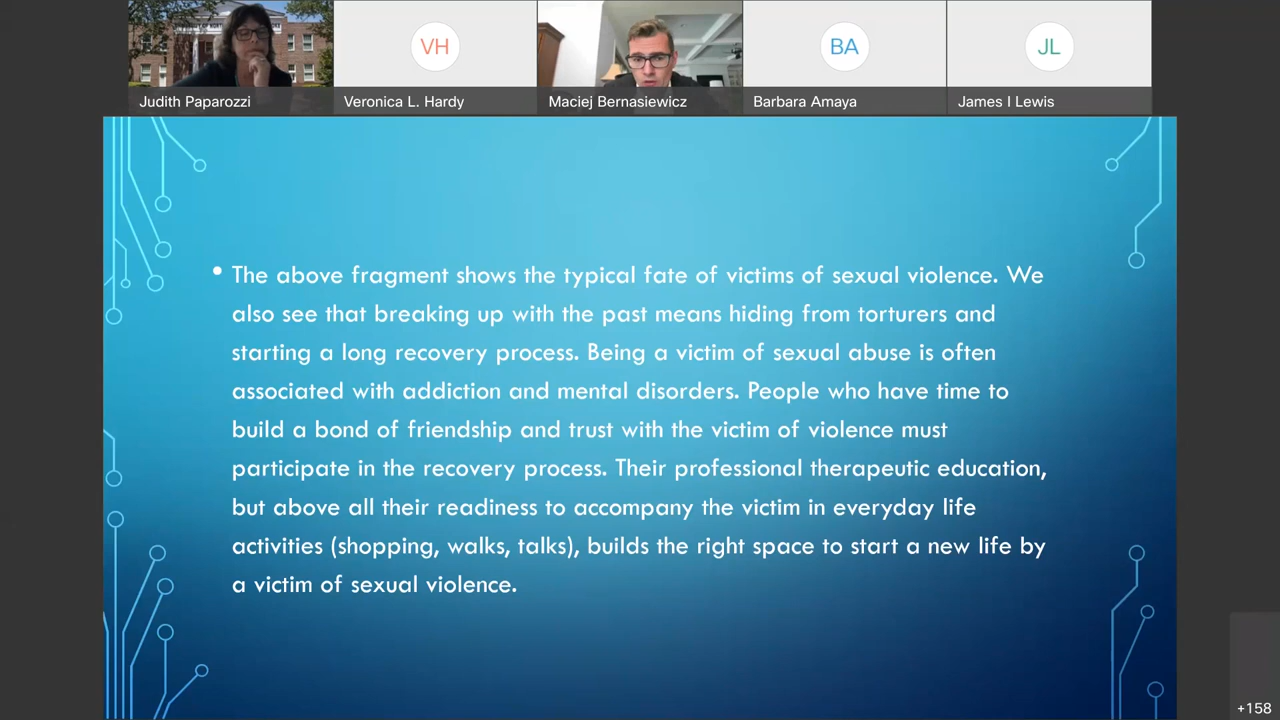 VH
BA
JL
Judith Paparozzi
Veronica L. Hardy
Maciej Bernasiewicz
Barbara Amaya
James I Lewis
• The above fragment shows the typical fate of victims of sexual violence. We
also see that breaking up with the past means hiding from torturers and
starting a long recovery process. Being a victim of sexual abuse is often
associated with addiction and mental disorders. People who have time to
build a bond of friendship and trust with the victim of violence must
participate in the recovery process. Their professional therapeutic education,
but above all their readiness to accompany the victim in everyday life
activities (shopping, walks, talks), builds the right space to start a new life by
a victim of sexual violence.
+158